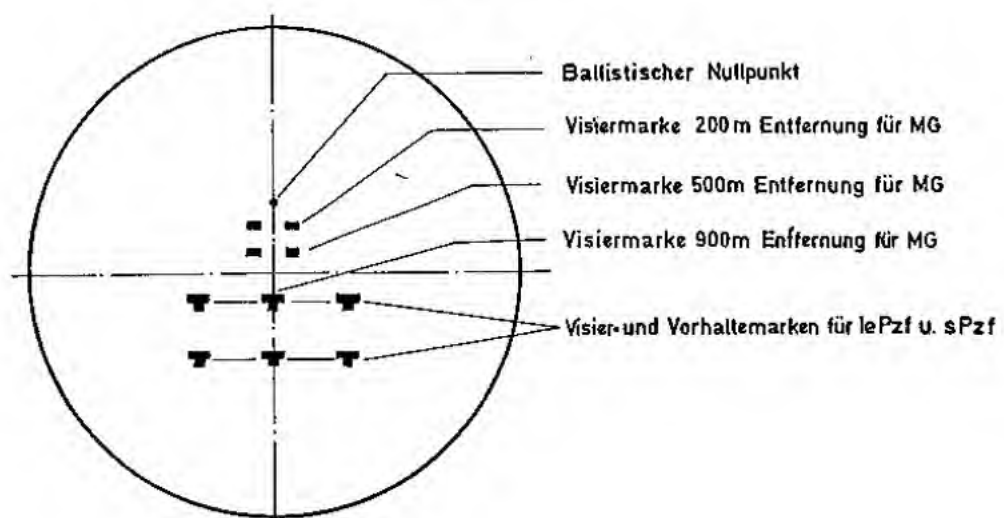 Ballistischer Nullpunkt
Visiermarke 200m Entfernung für MG
Visiermarke 500m Entfernung für MG
Visiermarke 900m Enffernung für MG
Visier-und Vorhaltemarken für lePzf u. sPzf